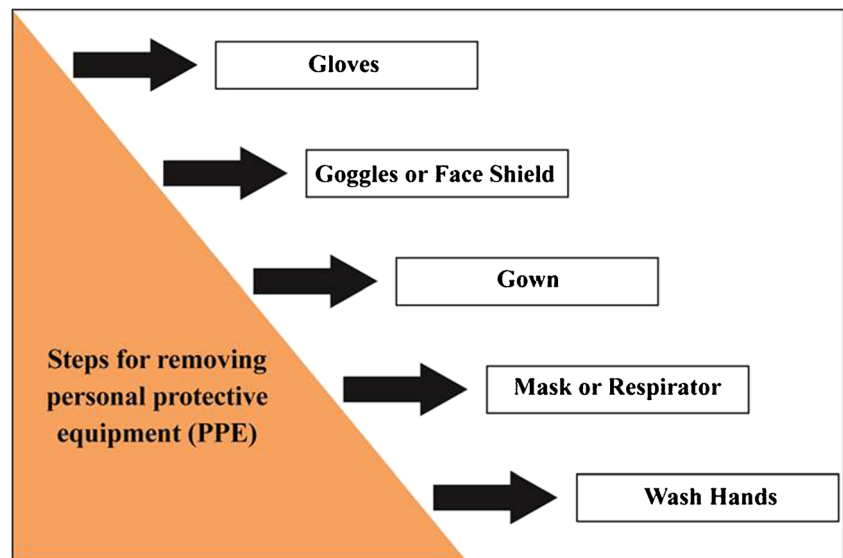 Gloves
Goggles or Face Shield
Gown
Steps for removing
personal protective
equipment (PPE)
Mask or Respirator
Wash Hands